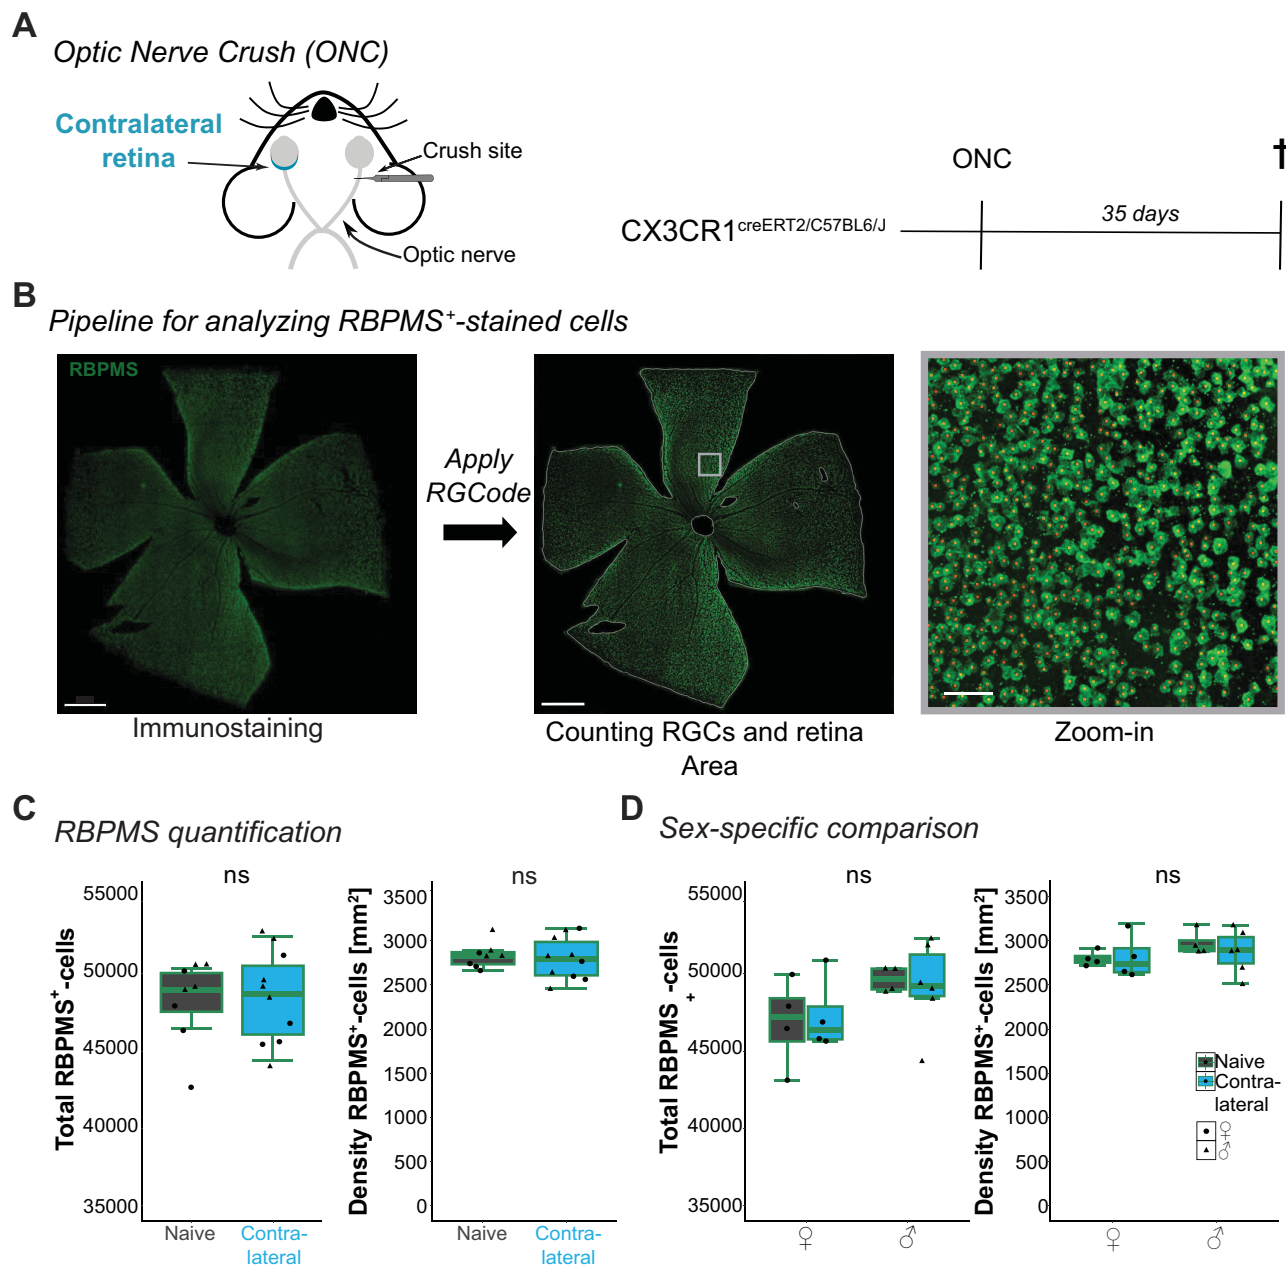 A
Optic Nerve Crush (ONC)
Contralateral
retina
Crush site
Optic nerve
ONC
†
35 days
CX3CR1creERT2/C57BL6/J
B
Pipeline for analyzing RBPMS+-stained cells
RBPMS
Apply
RGCode
Immunostaining
Counting RGCs and retina
Area
Zoom-in
C
RBPMS quantification
ns
Total RBPMS+-cells
55000
50000
45000
40000
35000
Naive
Contra-
lateral
ns
Density RBPMS+-cells [mm2]
3500
3000
2500
2000
1500
1000
500
0
Naive
Contra-
lateral
D
Sex-specific comparison
ns
Total RBPMS+-cells
55000
50000
45000
40000
35000
♀
♂
ns
Density RBPMS+-cells [mm2]
3500
3000
2500
2000
1500
1000
500
0
♀
♂
Naive
Contra-
lateral
♀
♂